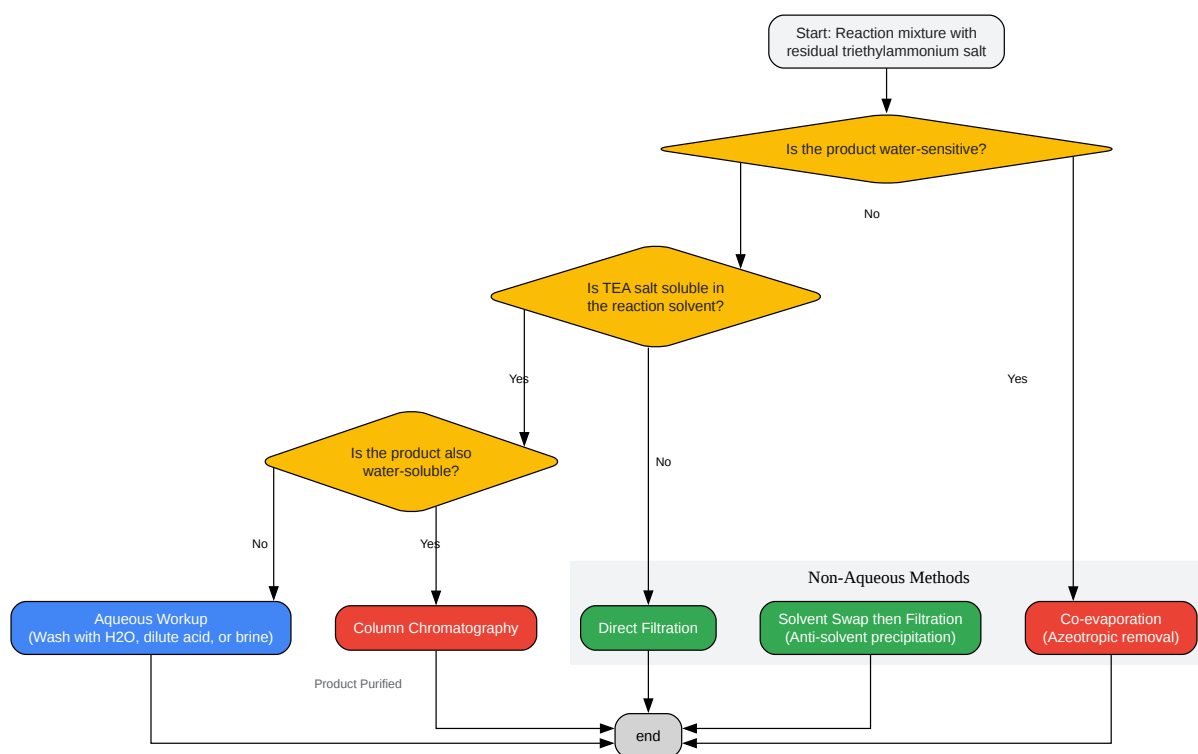 Start: Reaction mixture with
residual triethylammonium salt
Is the product water-sensitive?
No
Is TEA salt soluble in
the reaction solvent?
Yes
Yes
Is the product also
water-soluble?
No
No
Yes
Non-Aqueous Methods
Aqueous Workup
(Wash with H2O, dilute acid, or brine)
Column Chromatography
Direct Filtration
Solvent Swap then Filtration
(Anti-solvent precipitation)
Co-evaporation
(Azeotropic removal)
Product Purified
end